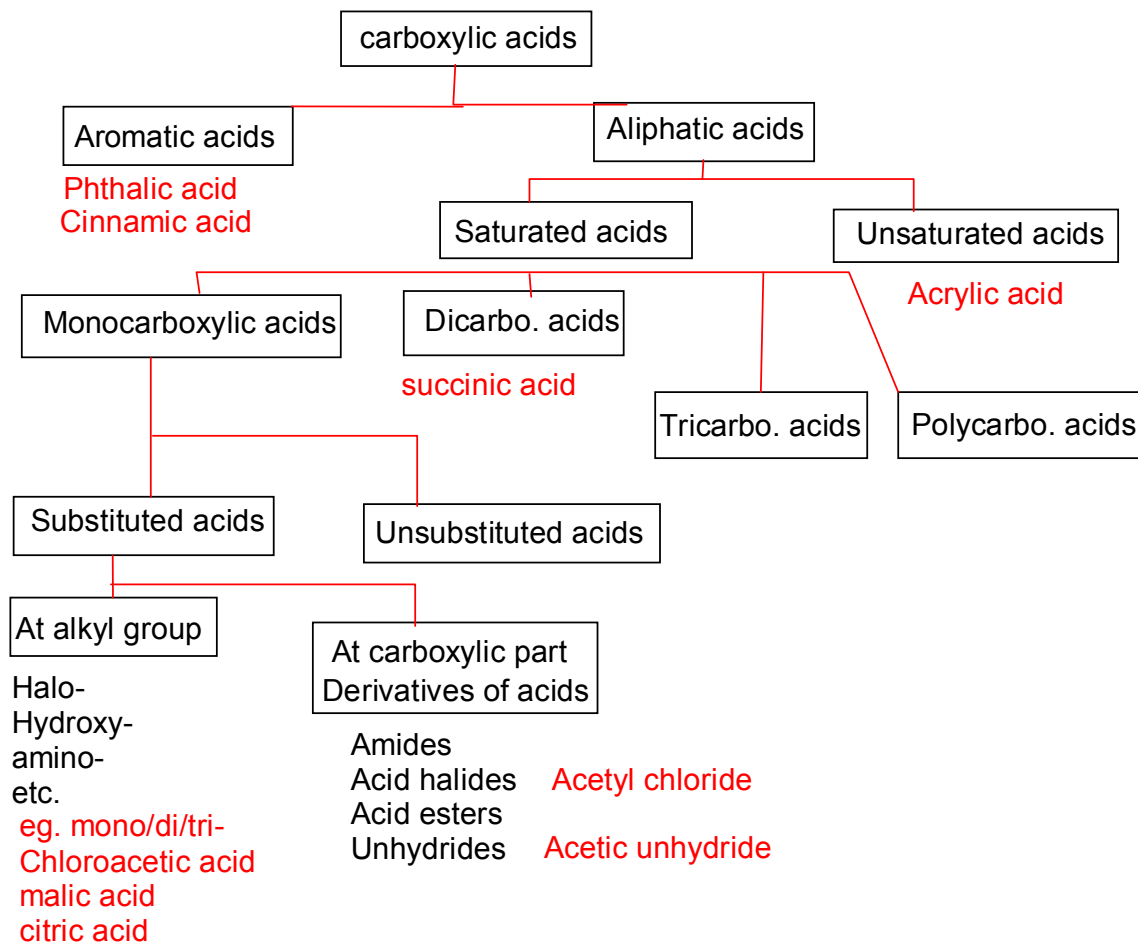 carboxylic acids
Aromatic acids
Aliphatic acids
Phthalic acid
Cinnamic acid
Saturated acids
Unsaturated acids
Acrylic acid
Monocarboxylic acids
Dicarbo. acids
succinic acid
Tricarbo. acids
Polycarbo. acids
Substituted acids
Unsubstituted acids
At alkyl group
At carboxylic part
Derivatives of acids
Halo-
Hydroxy-
amino-
etc.
eg. mono/di/tri-
Chloroacetic acid
malic acid
citric acid
Amides
Acid halides Acetyl chloride
Acid esters
Unhydrides Acetic unhydride